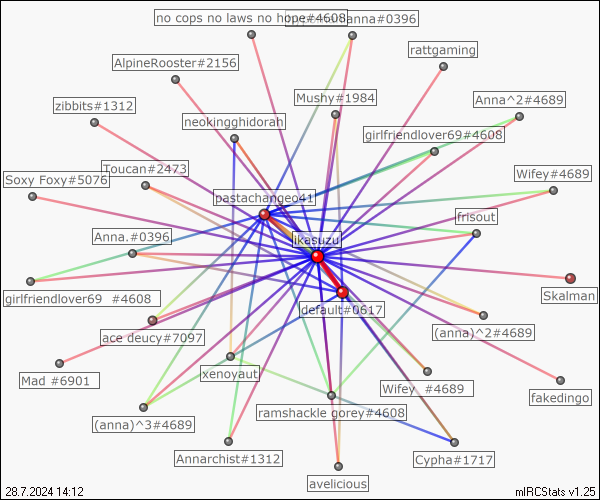 no cops no laws no hope#4608
anna#0396
rattgaming
AlpineRooster#2156
Mushy#1984
Anna^2#4689
zibbits#1312
neokingghidorah
girlfriendlover69#4608
Toucan#2473
Wifey#4689
Soxy Foxy#5076
pastachangeo41
frlsout
Anna.#0396
ikesuzu
Skalman
girlfriendlover69 #4608
default#0617
ace deucy#7097
(anna)^2#4689
Mad #6901
xenoyaut
Wifey #4689
fakedingo
(anna)^3#4689
ramshackle gorey#4608
Annarchist#1312
Cypha#1717
avelicious
28.7.2024 14:12
mIRCStats v1.25